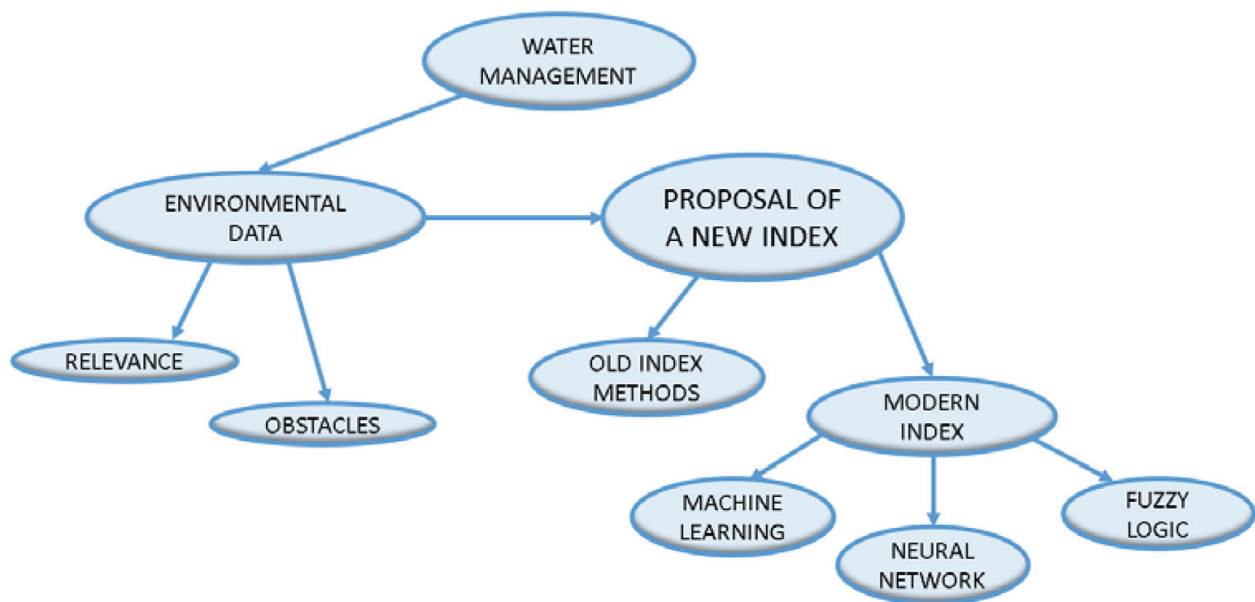 WATER
MANAGEMENT
ENVIRONMENTAL
DATA
PROPOSAL OF
A NEW INDEX
RELEVANCE
OBSTACLES
OLD INDEX
METHODS
MODERN
INDEX
MACHINE
LEARNING
NEURAL
NETWORK
FUZZY
LOGIC